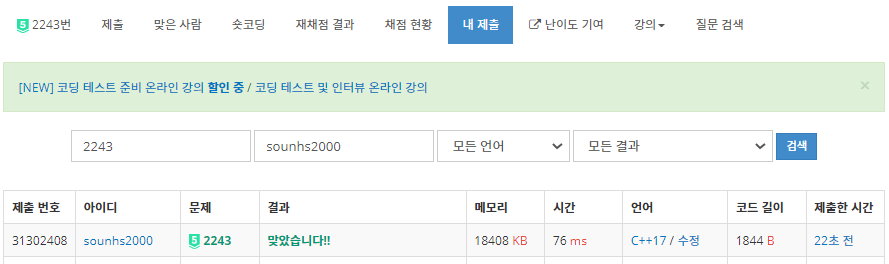 5 2243번 제출 맞은 사람 숏코딩 재채점 결과 채점 현황 내 제출 난이도 기여 강의 질문 검색
[NEW] 코딩 테스트 준비 온라인 강의 할인 중 / 코딩 테스트 및 인터뷰 온라인 강의 ×
2243 sounhs2000 모든 언어 모든 결과 검색
제출 번호 아이디 문제 결과 메모리 시간 언어 코드 길이 제출한 시간
31302408 sounhs2000 5 2243 맞았습니다!! 18408 KB 76 ms C++17 / 수정 1844 B 22초 전